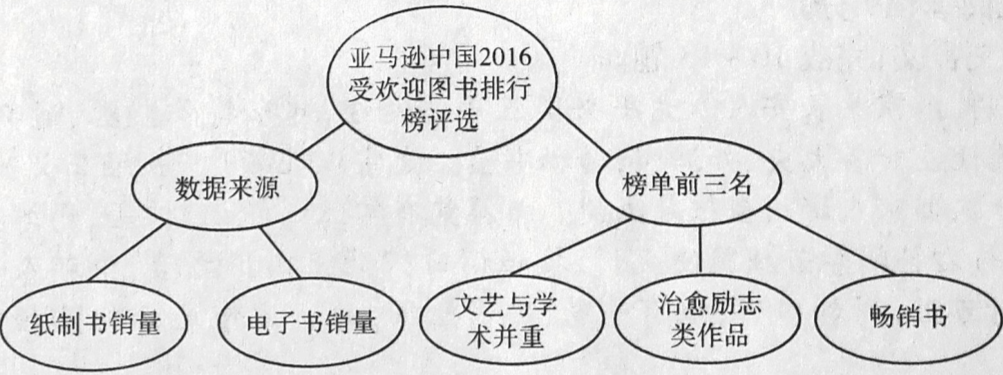 亚马逊中国2016
受欢迎图书排行
榜评选
数据来源
榜单前三名
纸制书销量
电子书销量
文艺与学
术并重
治愈励志
类作品
畅销书